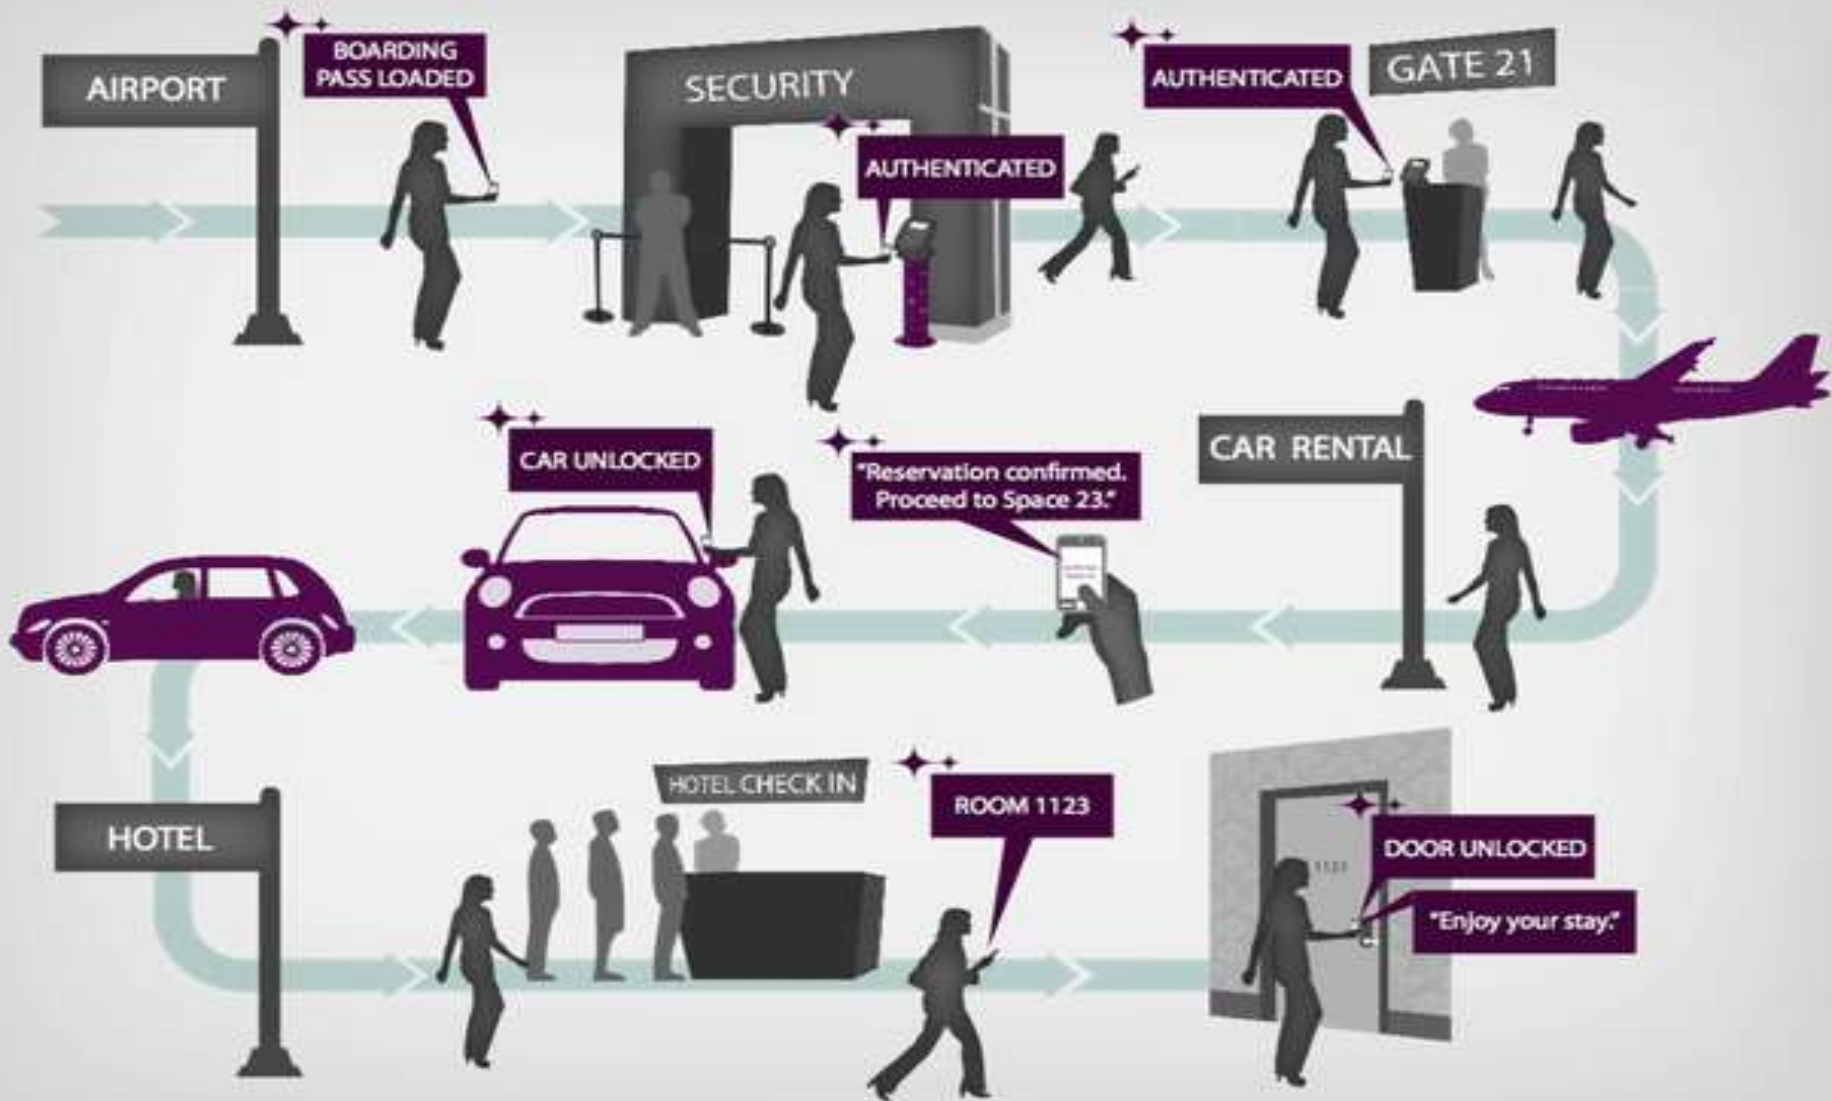 AIRPORT
BOARDING
PASS LOADED
SECURITY
AUTHENTICATED
AUTHENTICATED
GATE 21
CAR RENTAL
"Reservation confirmed.
Proceed to Space 23."
CAR UNLOCKED
HOTEL
HOTEL CHECK IN
ROOM 1123
1123
DOOR UNLOCKED
"Enjoy your stay."